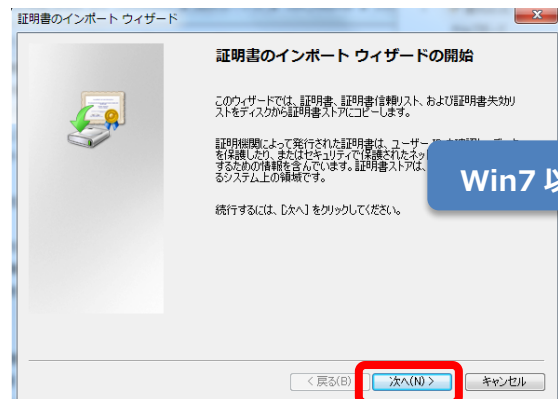 証明書のインポート ウィザード
証明書のインポート ウィザードの開始
このウィザードでは、証明書、証明書信頼リスト、および証明書失効リ
ストをディスクから証明書ストアにコピーします。
証明機関によって発行された証明書は、ユーザー
を保護したり、またはセキュリティで保護されたネッ
するための情報を含んでいます。証明書ストアは、
るシステム上の領域です。
Win7 以
続行するには、[次へ] をクリックしてください。
< 戻る(B)
次へ(N) >
キャンセル